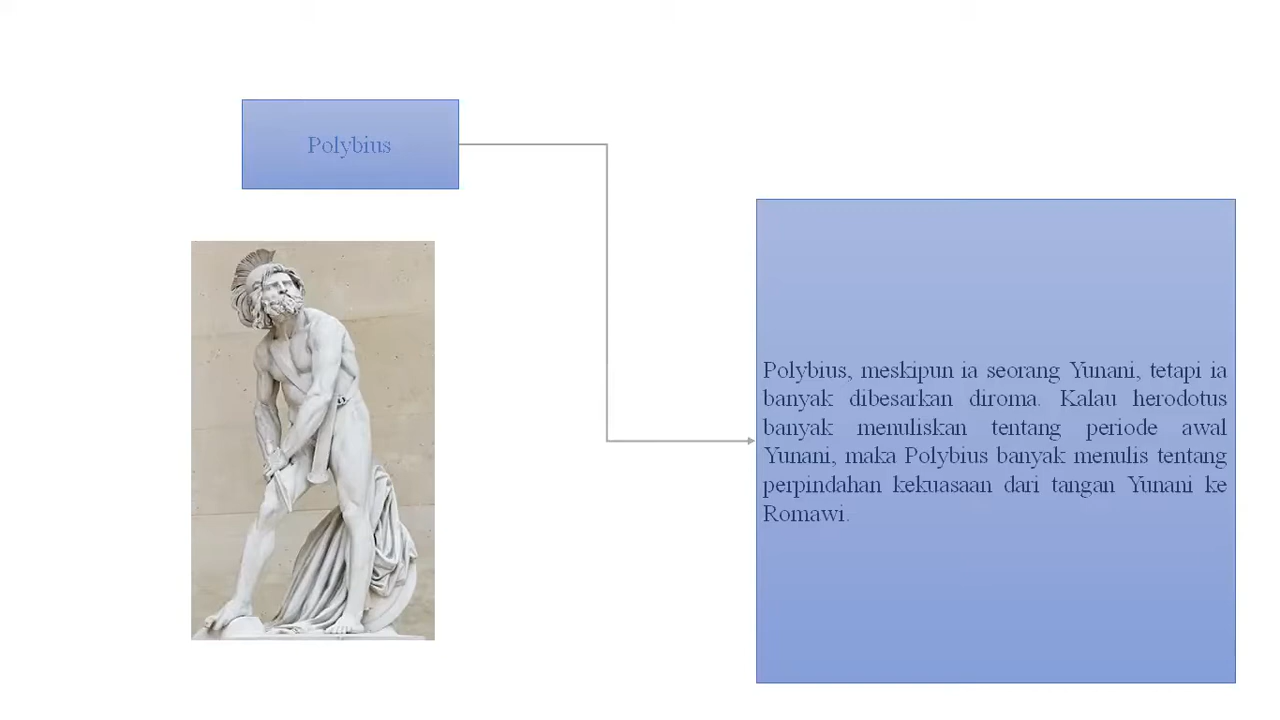 Polybius
Polybius, meskipun ia seorang Yunani, tetapi ia
banyak dibesarkan diroma. Kalau herodotus
banyak menuliskan tentang periode awal
Yunani, maka Polybius banyak menulis tentang
perpindahan kekuasaan dari tangan Yunani ke
Romawi.